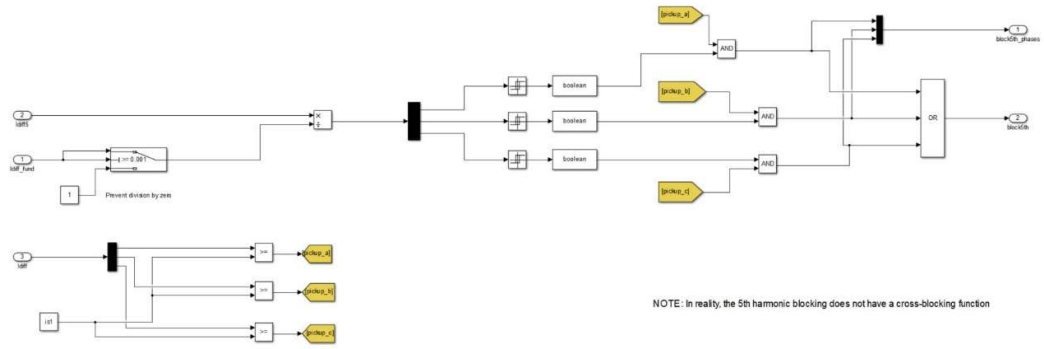 [pickup_a]
1
block5th_phases
AND
boolean
[pickup_b]
2
Idiff5
×
÷
boolean
AND
OR
2
block5th
1
Idiff_fund
>= 0.001
boolean
AND
1
Prevent division by zero
[pickup_c]
3
Idiff
>=
[pickup_a]
>=
[pickup_b]
is1
>=
[pickup_c]
NOTE: In reality, the 5th harmonic blocking does not have a cross-blocking function